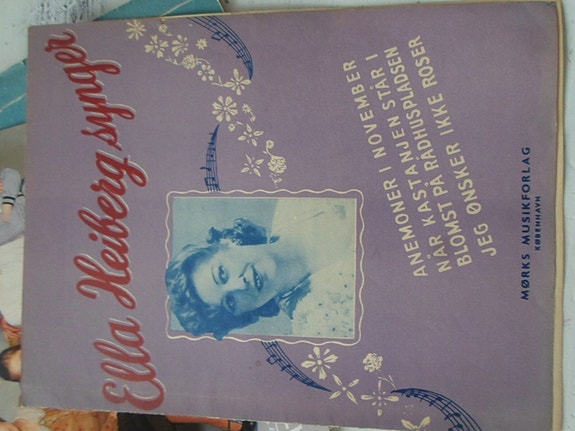 Ella Heiberg synger
ANEMONER I NOVEMBER
NÅR KASTANJEN STÅR I
BLOMST PÅ RÅDHUSPLADSEN
JEG ØNSKER IKKE ROSER
MØRKS MUSIKFORLAG
KØBENHAVN